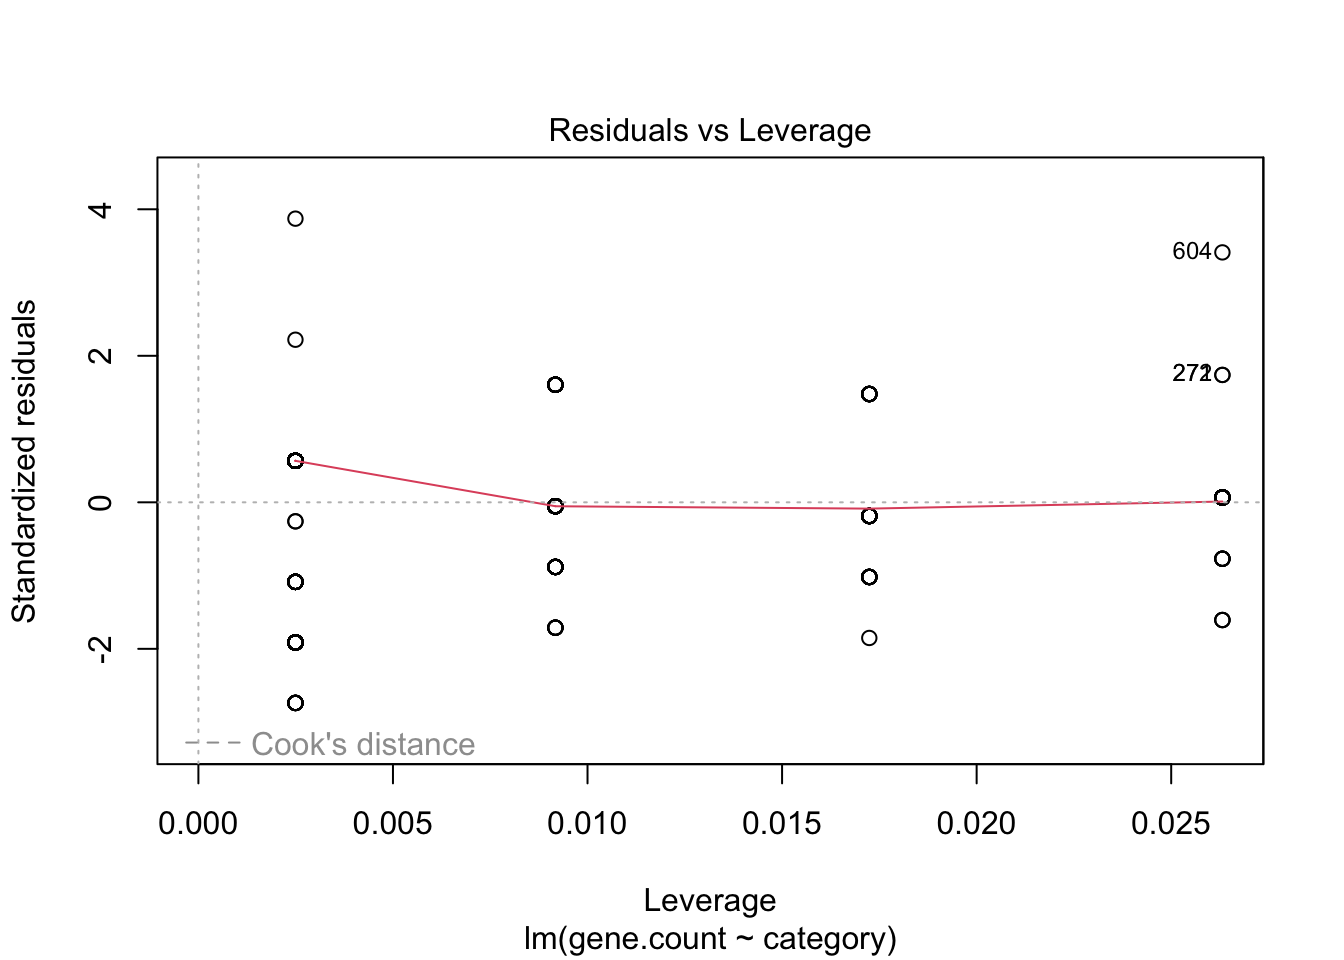 Residuals vs Leverage
Standardized residuals
4
2
0
-2
604
272
Cook's distance
0.000 0.005 0.010 0.015 0.020 0.025
Leverage
lm(gene.count ~ category)